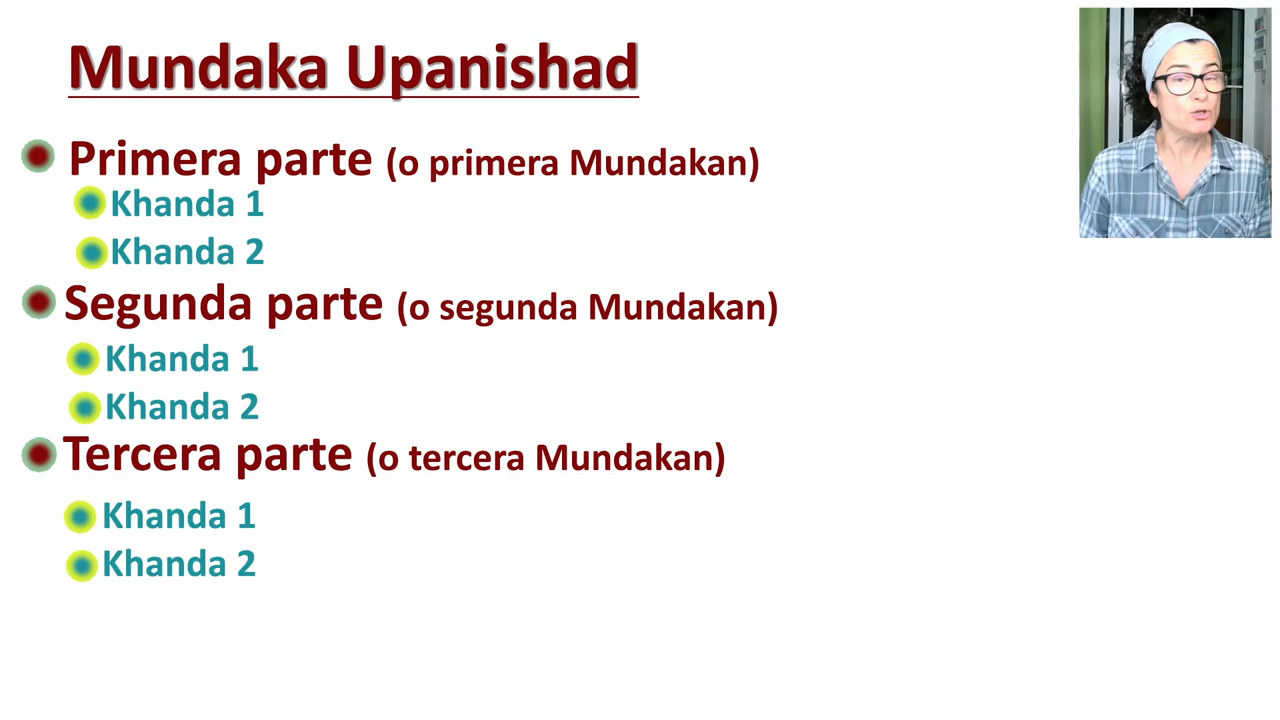 Mundaka Upanishad
Primera parte (o primera Mundakan)
Khanda 1
Khanda 2
Segunda parte (o segunda Mundakan)
Khanda 1
Khanda 2
Tercera parte (o tercera Mundakan)
Khanda 1
Khanda 2